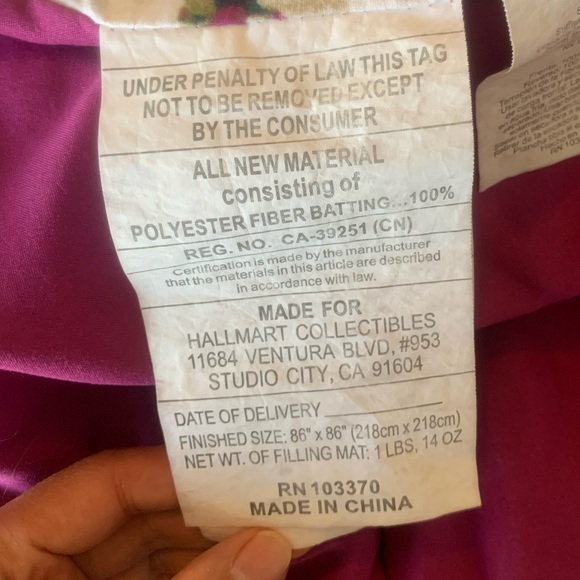 UNDER PENALTY OF LAW THIS TAG
NOT TO BE REMOVED EXCEPT
BY THE CONSUMER
ALL NEW MATERIAL
consisting of
POLYESTER FIBER BATTING...100%
REG. NO. CA-39251 (CN)
Certification is made by the manufacturer
that the materials in this article are described
in accordance with law.
MADE FOR
HALLMART COLLECTIBLES
11684 VENTURA BLVD, #953
STUDIO CITY, CA 91604
DATE OF DELIVERY
FINISHED SIZE: 86" x 86" (218cm x 218cm)
NET WT. OF FILLING MAT: 1 LBS, 14 OZ
RN 103370
MADE IN CHINA
RN 103